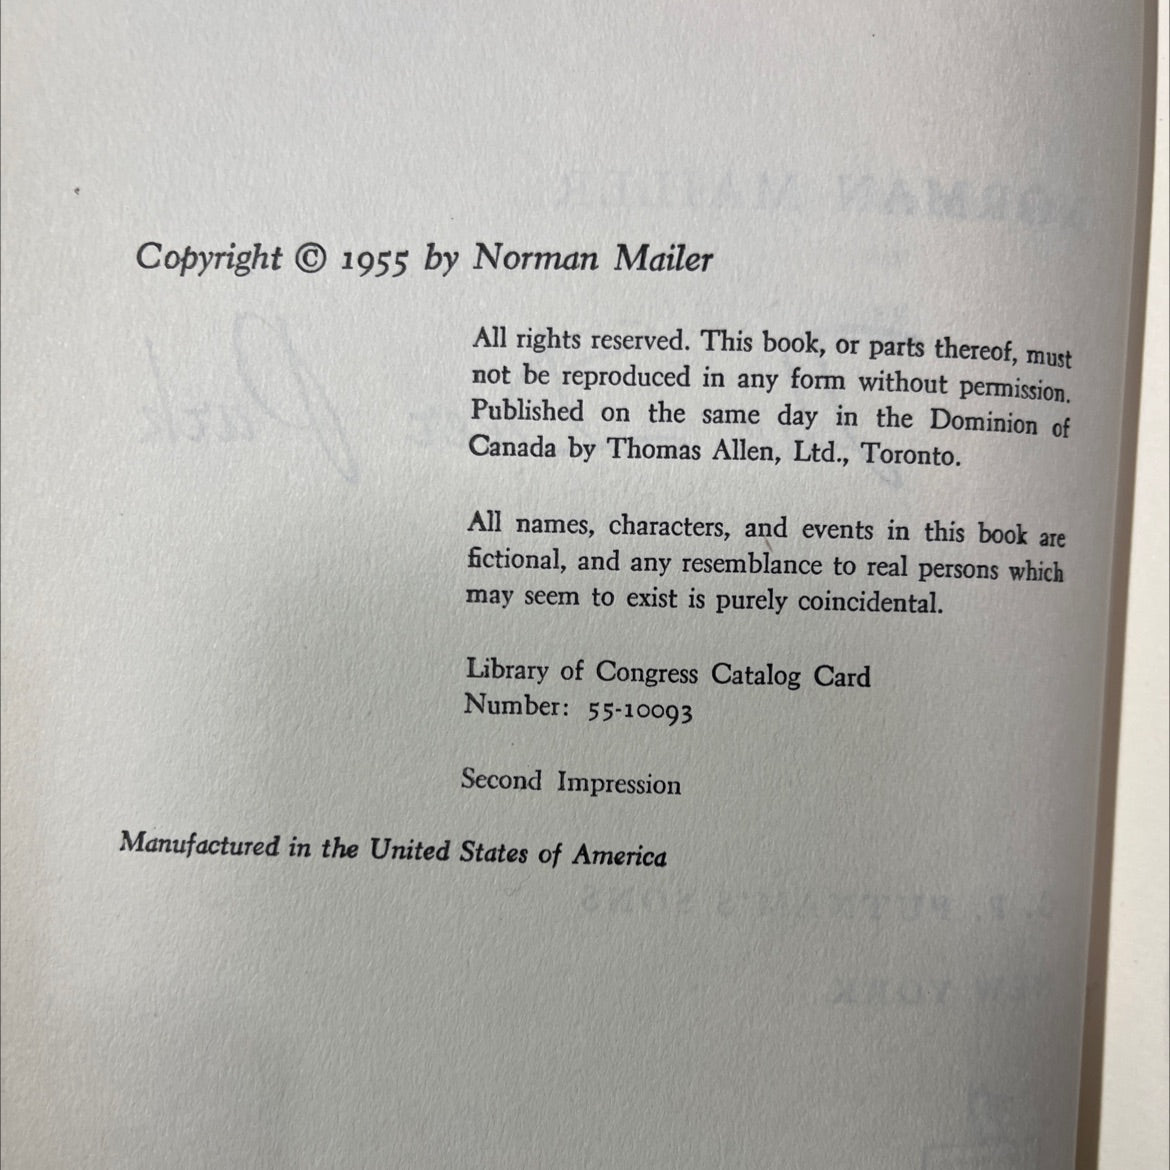 Copyright © 1955 by Norman Mailer
All rights reserved. This book, or parts thereof, must
not be reproduced in any form without permission.
Published on the same day in the Dominion of
Canada by Thomas Allen, Ltd., Toronto.
All names, characters, and events in this book are
fictional, and any resemblance to real persons which
may seem to exist is purely coincidental.
Library of Congress Catalog Card
Number: 55-10093
Second Impression
Manufactured in the United States of America